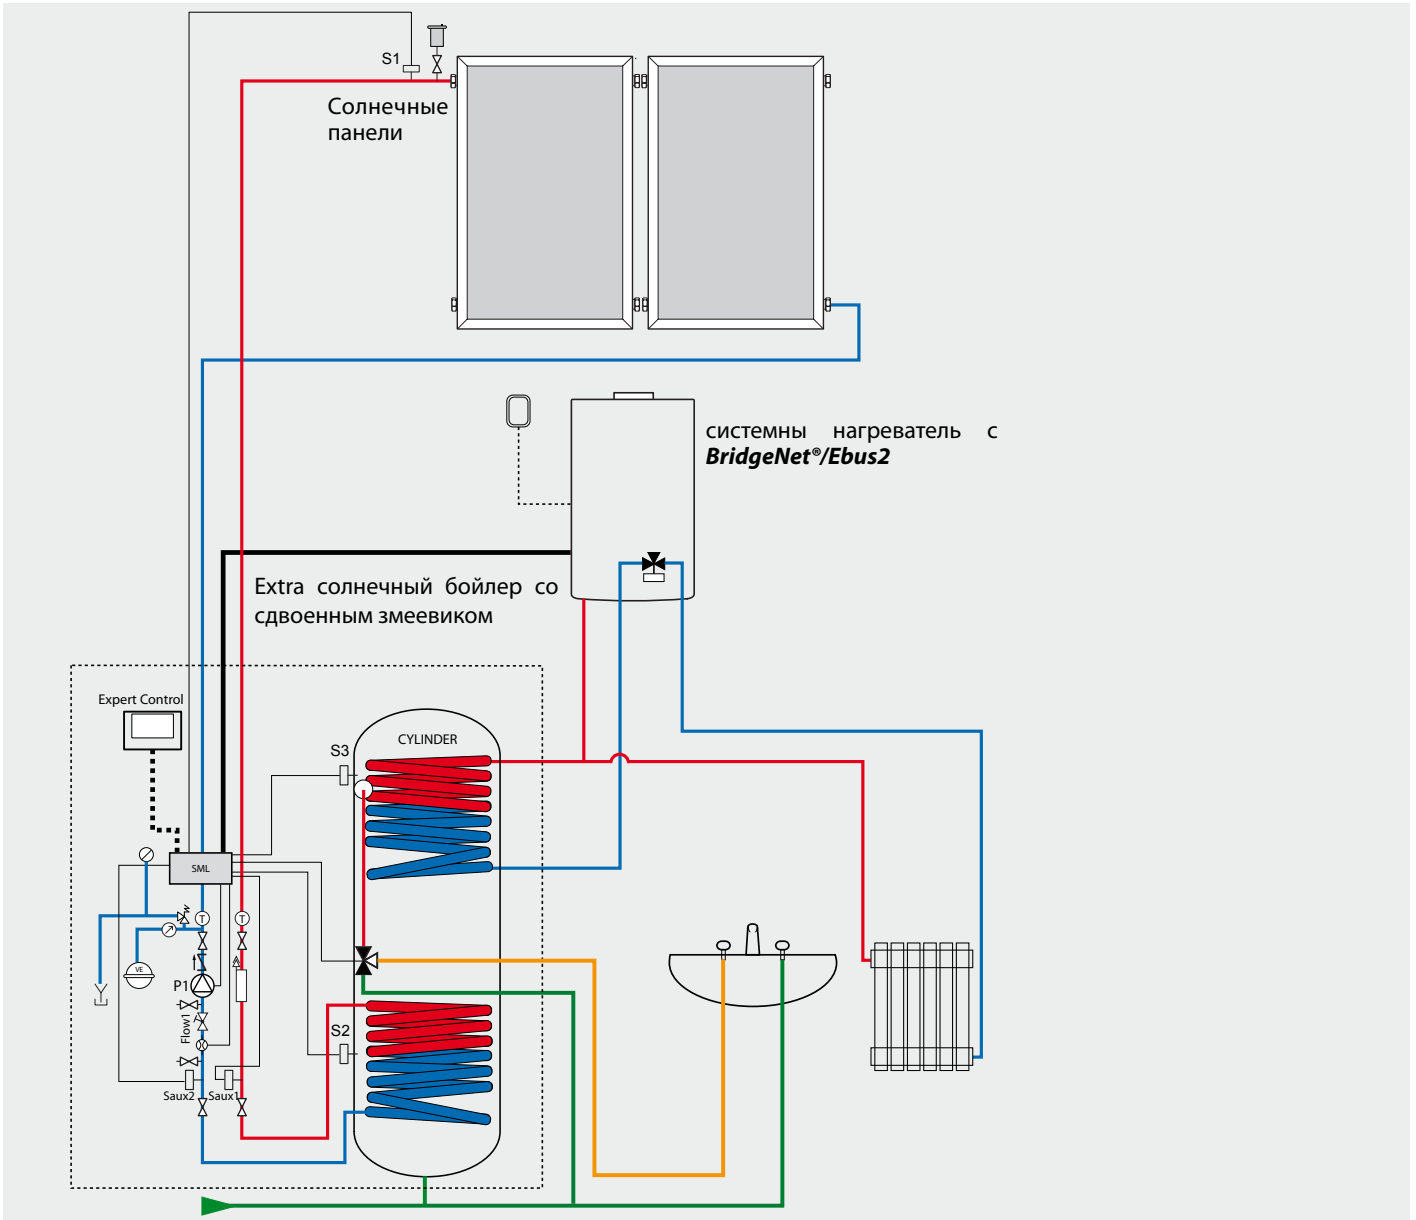 S1
Солнечные
панели
системны нагреватель с
BridgeNet®/Ebus2
Extra солнечный бойлер со
сдвоенным змеевиком
Expert Control
CYLINDER
S3
SML
T
T
VE
P1
Flow1
S2
Saux2
Saux1